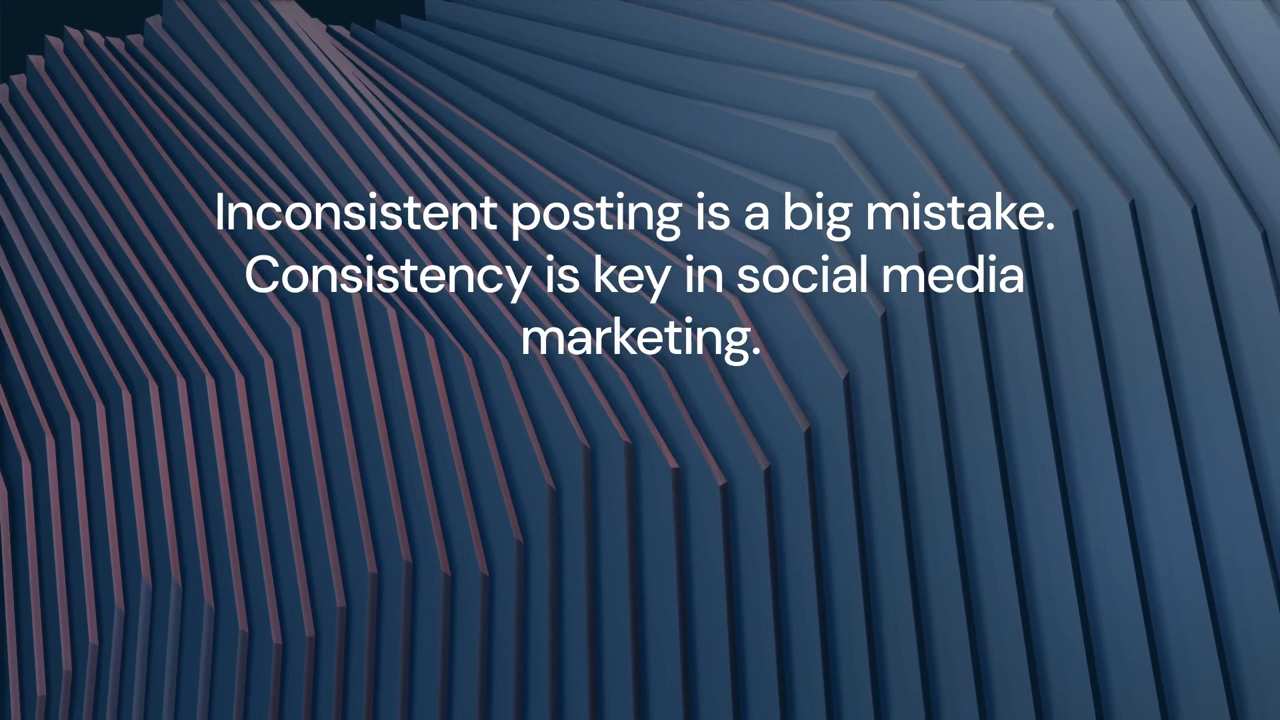 Inconsistent posting is a big mistake.
Consistency is key in social media
marketing.